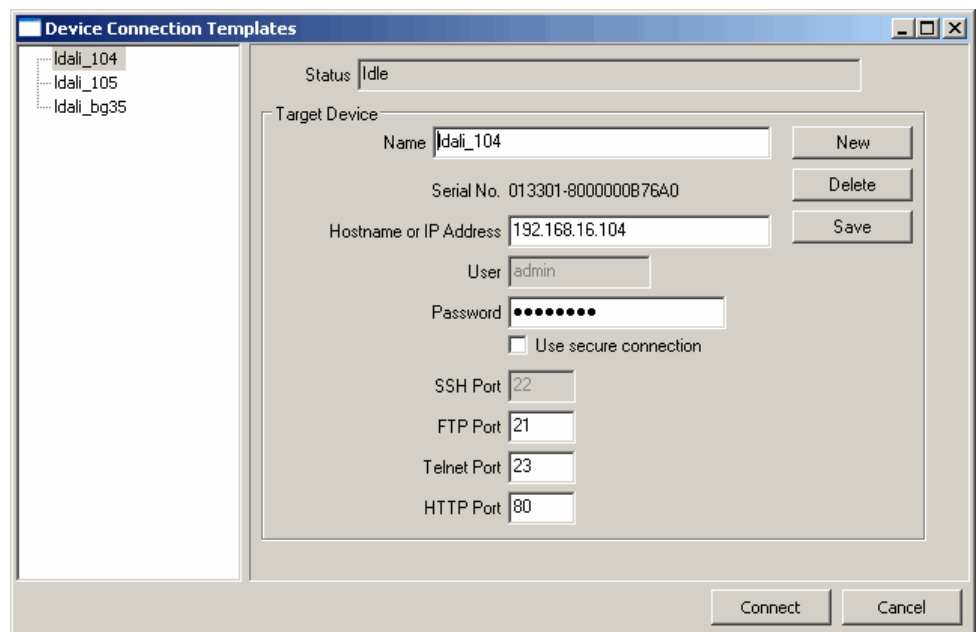 Device Connection Templates
ldali_104
ldali_105
ldali_bg35
Status Idle
Target Device
Name ldali_104
New
Serial No. 013301-8000000B76A0
Delete
Hostname or IP Address 192.168.16.104
Save
User admin
Password ●●●●●●●●
Use secure connection
SSH Port 22
FTP Port 21
Telnet Port 23
HTTP Port 80
Connect
Cancel